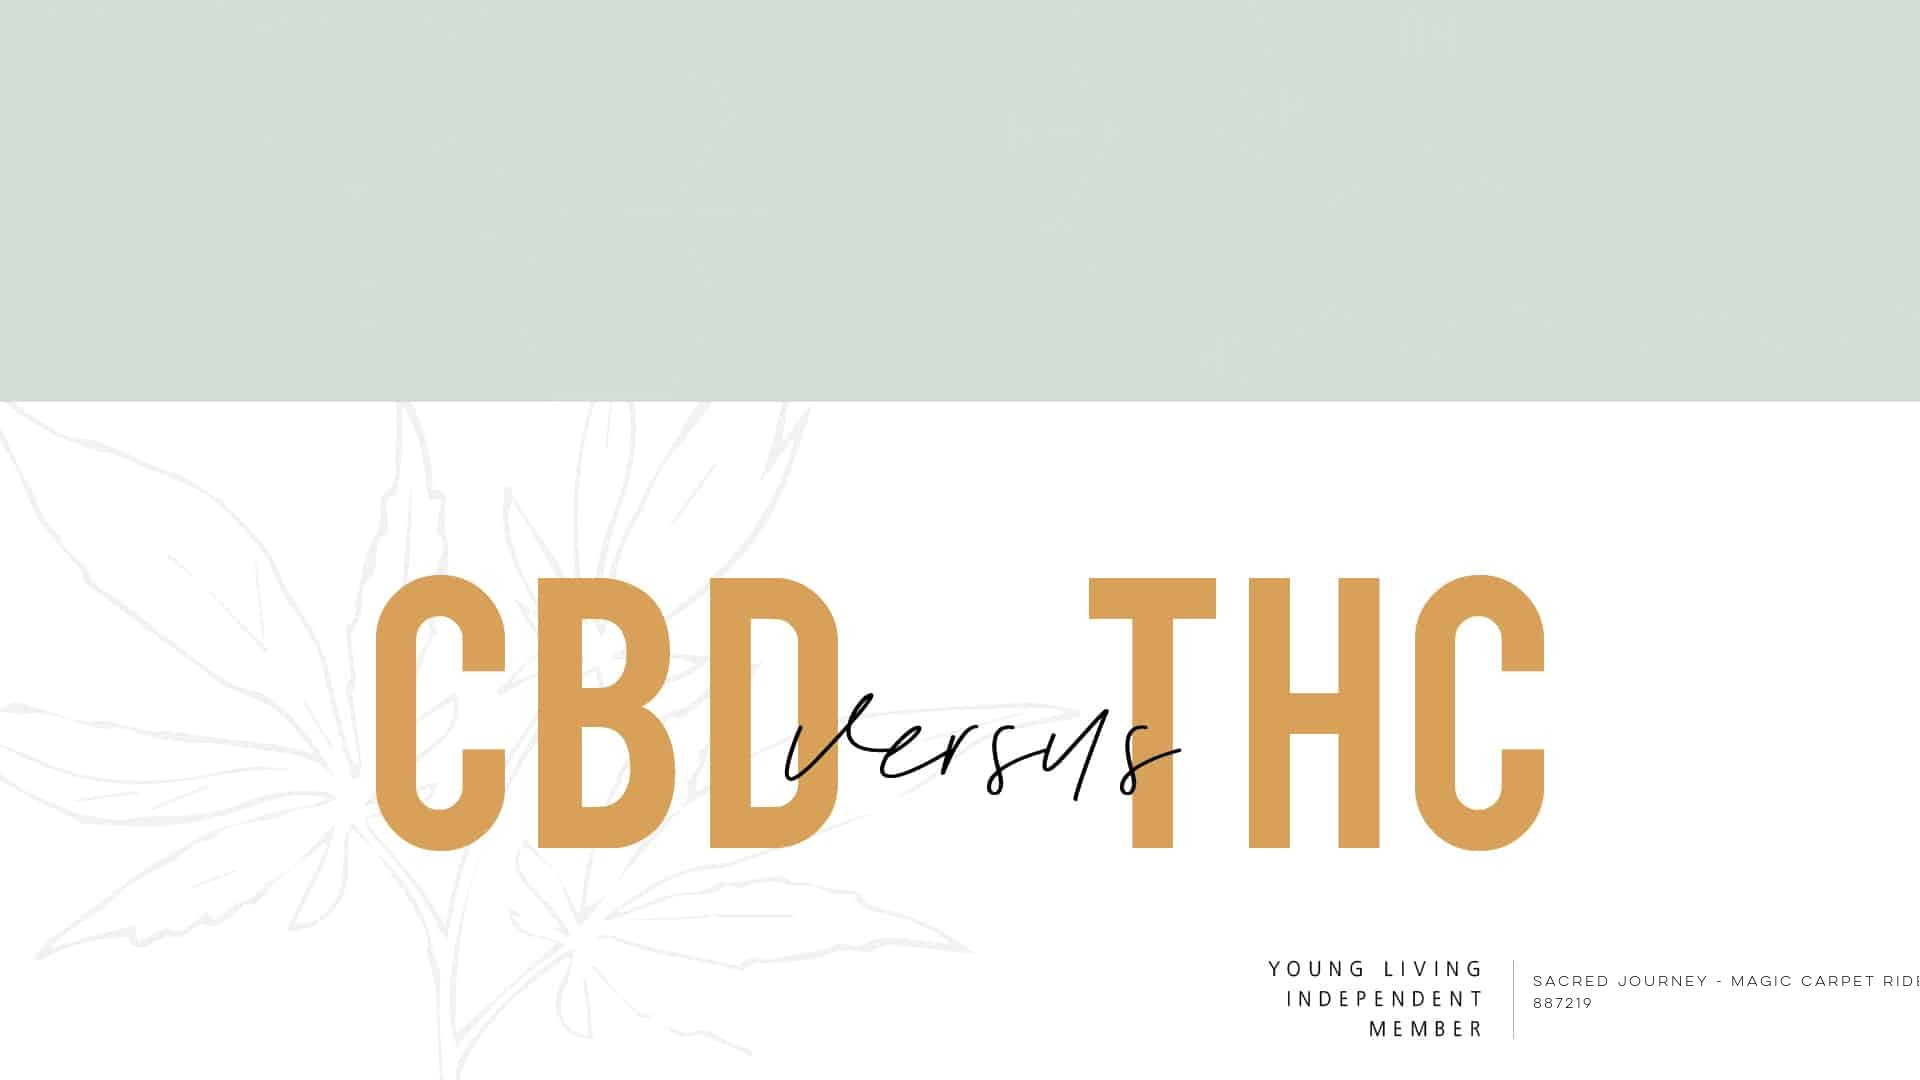 CBD versus THC
YOUNG LIVING
INDEPENDENT
MEMBER
SACRED JOURNEY - MAGIC CARPET RIDE
887219